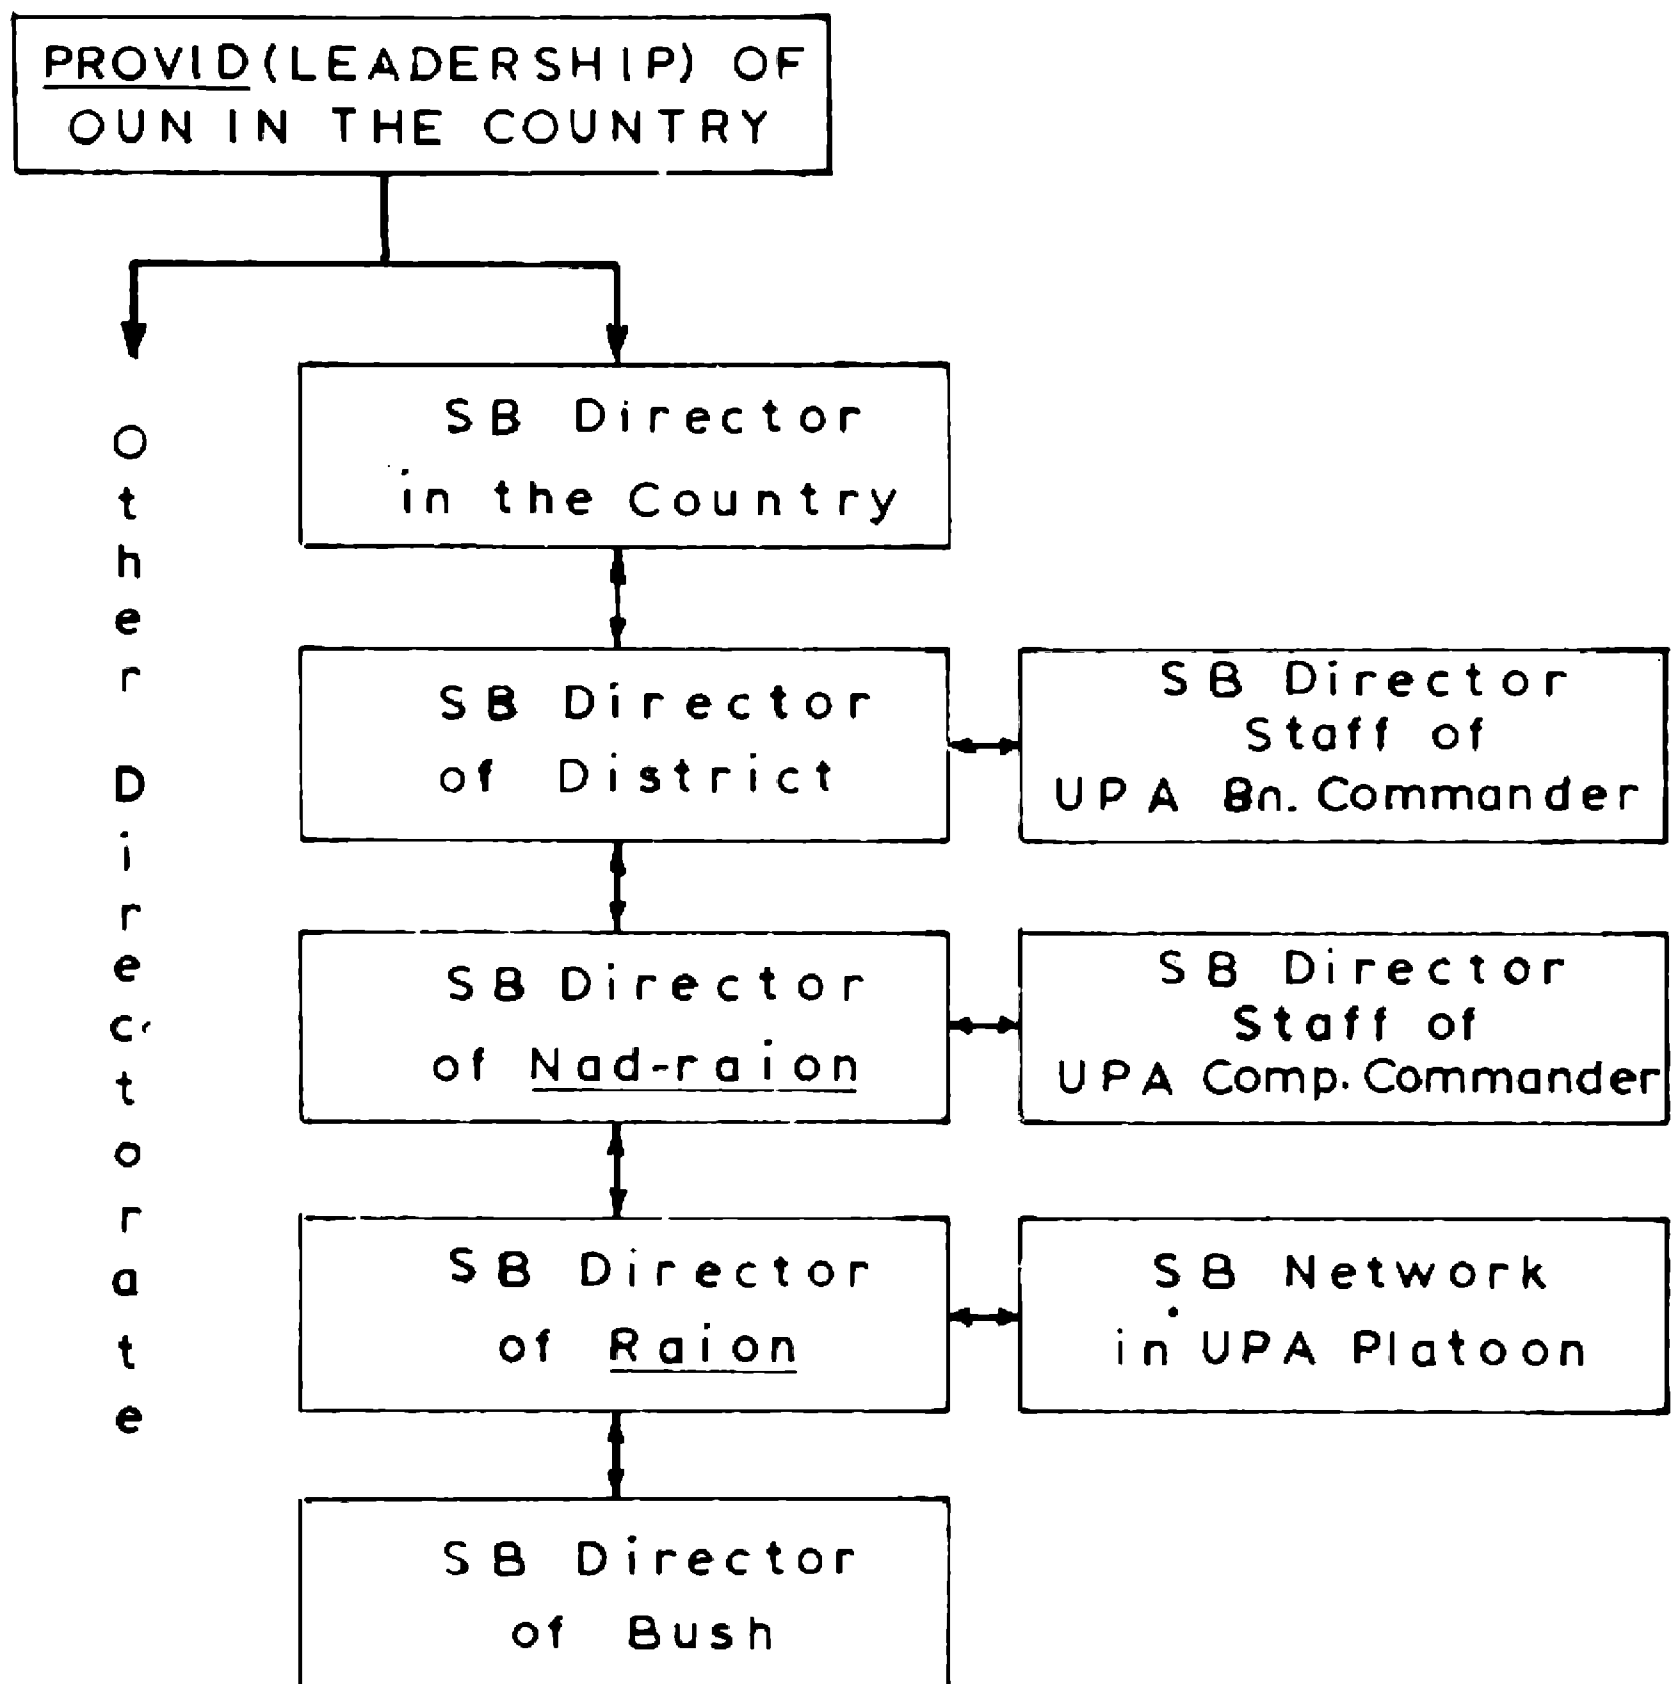 PROVID (LEADERSHIP) OF
OUN IN THE COUNTRY
Other Directorate
SB Director
in the Country
SB Director
of District
SB Director
Staff of
UPA Bn. Commander
SB Director
of Nad-raion
SB Director
Staff of
UPA Comp. Commander
SB Director
of Raion
SB Network
in UPA Platoon
SB Director
of Bush